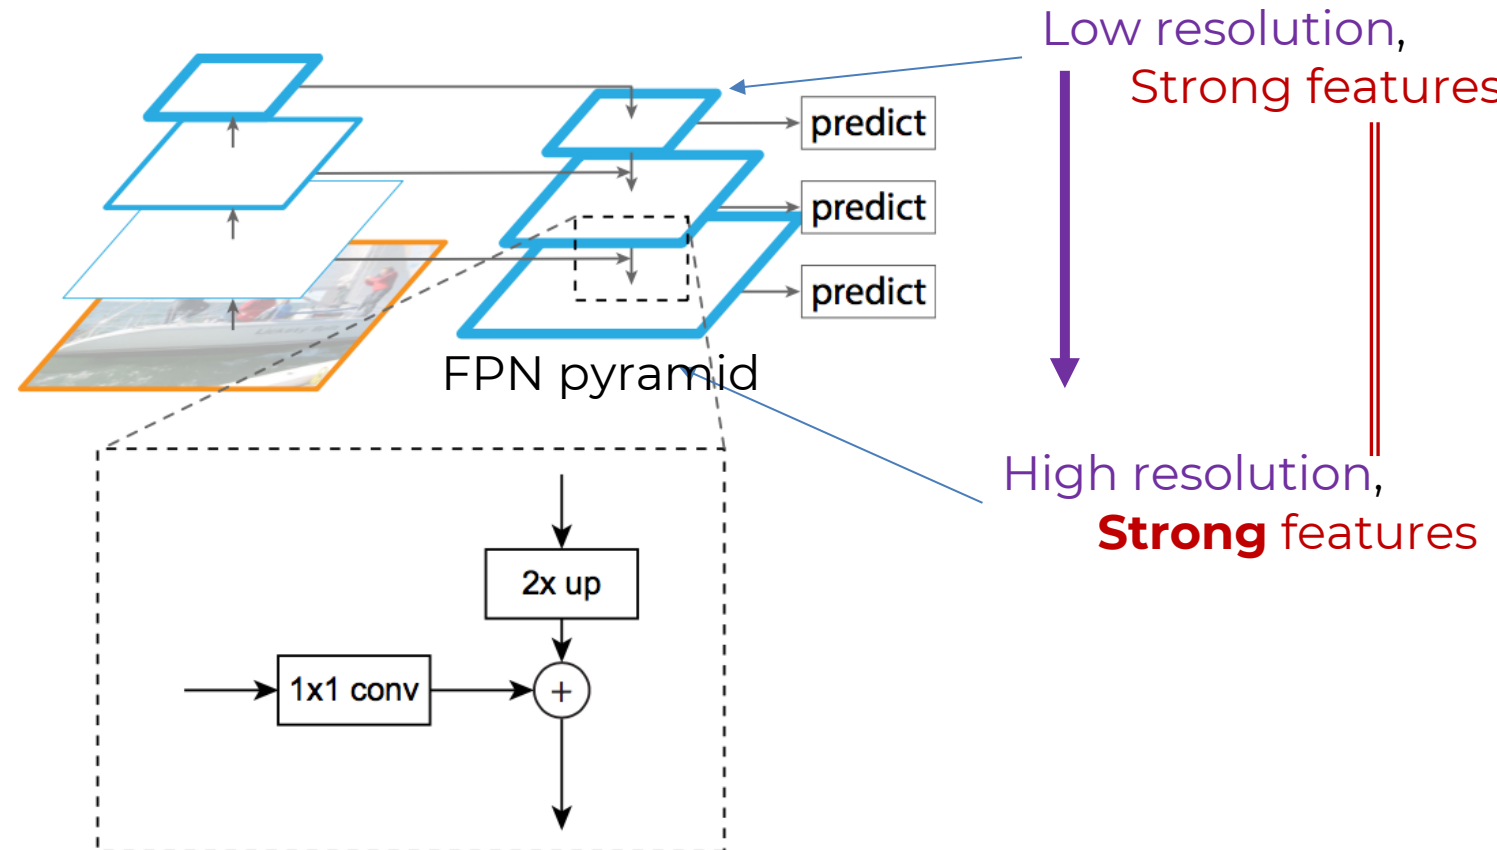 Low resolution,
Strong features
predict
predict
predict
FPN pyramid
High resolution,
Strong features
2x up
1x1 conv
+